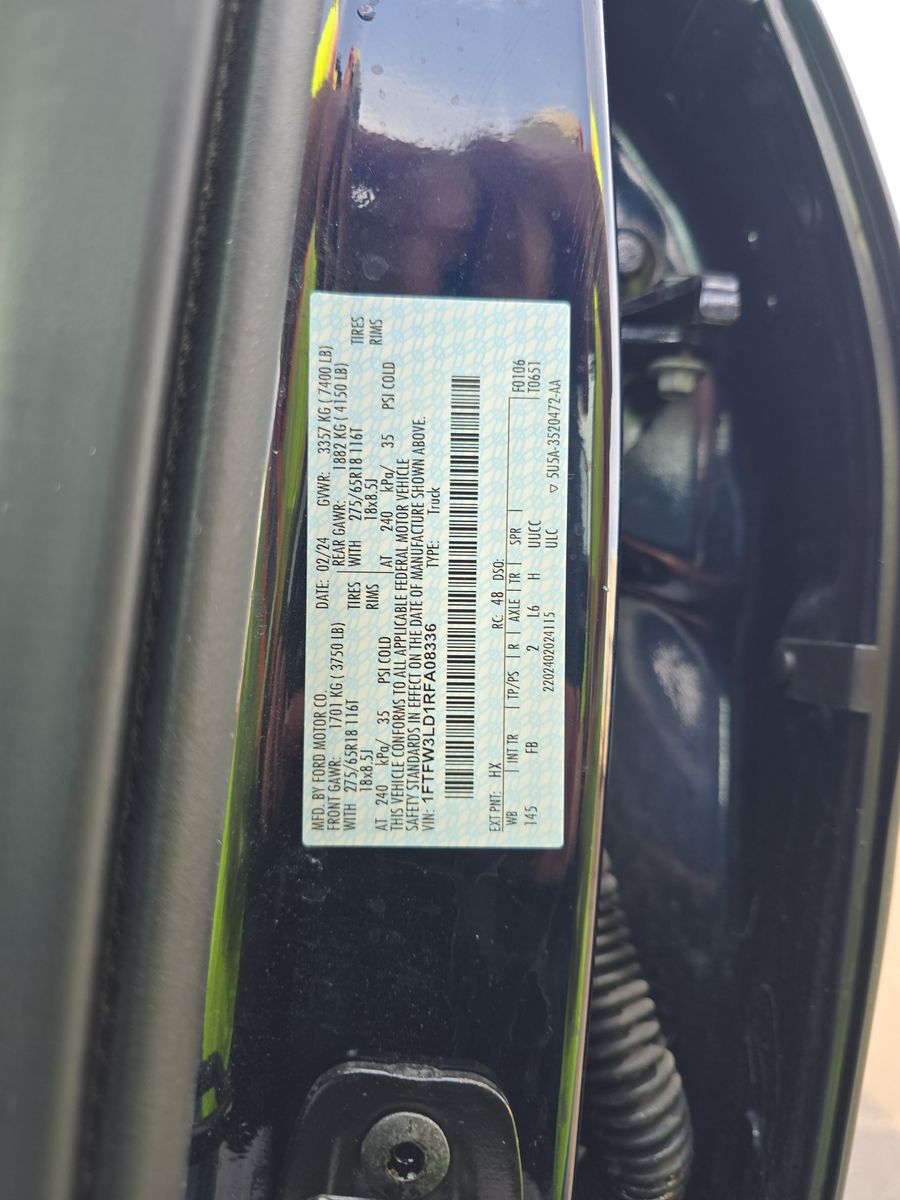 MFD. BY FORD MOTOR CO. DATE: 02/24 GVWR: 3357 KG ( 7400 LB)
FRONT GAWR: 1701 KG ( 3750 LB) REAR GAWR: 1882 KG ( 4150 LB)
WITH 275/65R18 116T TIRES WITH 275/65R18 116T TIRES
18x8.5J RIMS 18x8.5J RIMS
AT 240 kPa/ 35 PSI COLD AT 240 kPa/ 35 PSI COLD
THIS VEHICLE CONFORMS TO ALL APPLICABLE FEDERAL MOTOR VEHICLE
SAFETY STANDARDS IN EFFECT ON THE DATE OF MANUFACTURE SHOWN ABOVE.
VIN: 1FTFW3LD1RFA08336 TYPE: Truck
EXT PNT: HX RC: 48 DSO: F0106
WB INT TR TP/PS R AXLE TR SPR T0651
145 FB 2 L6 H UUCC
2202402024115 ULC ▽ 5U5A-3520472-AA